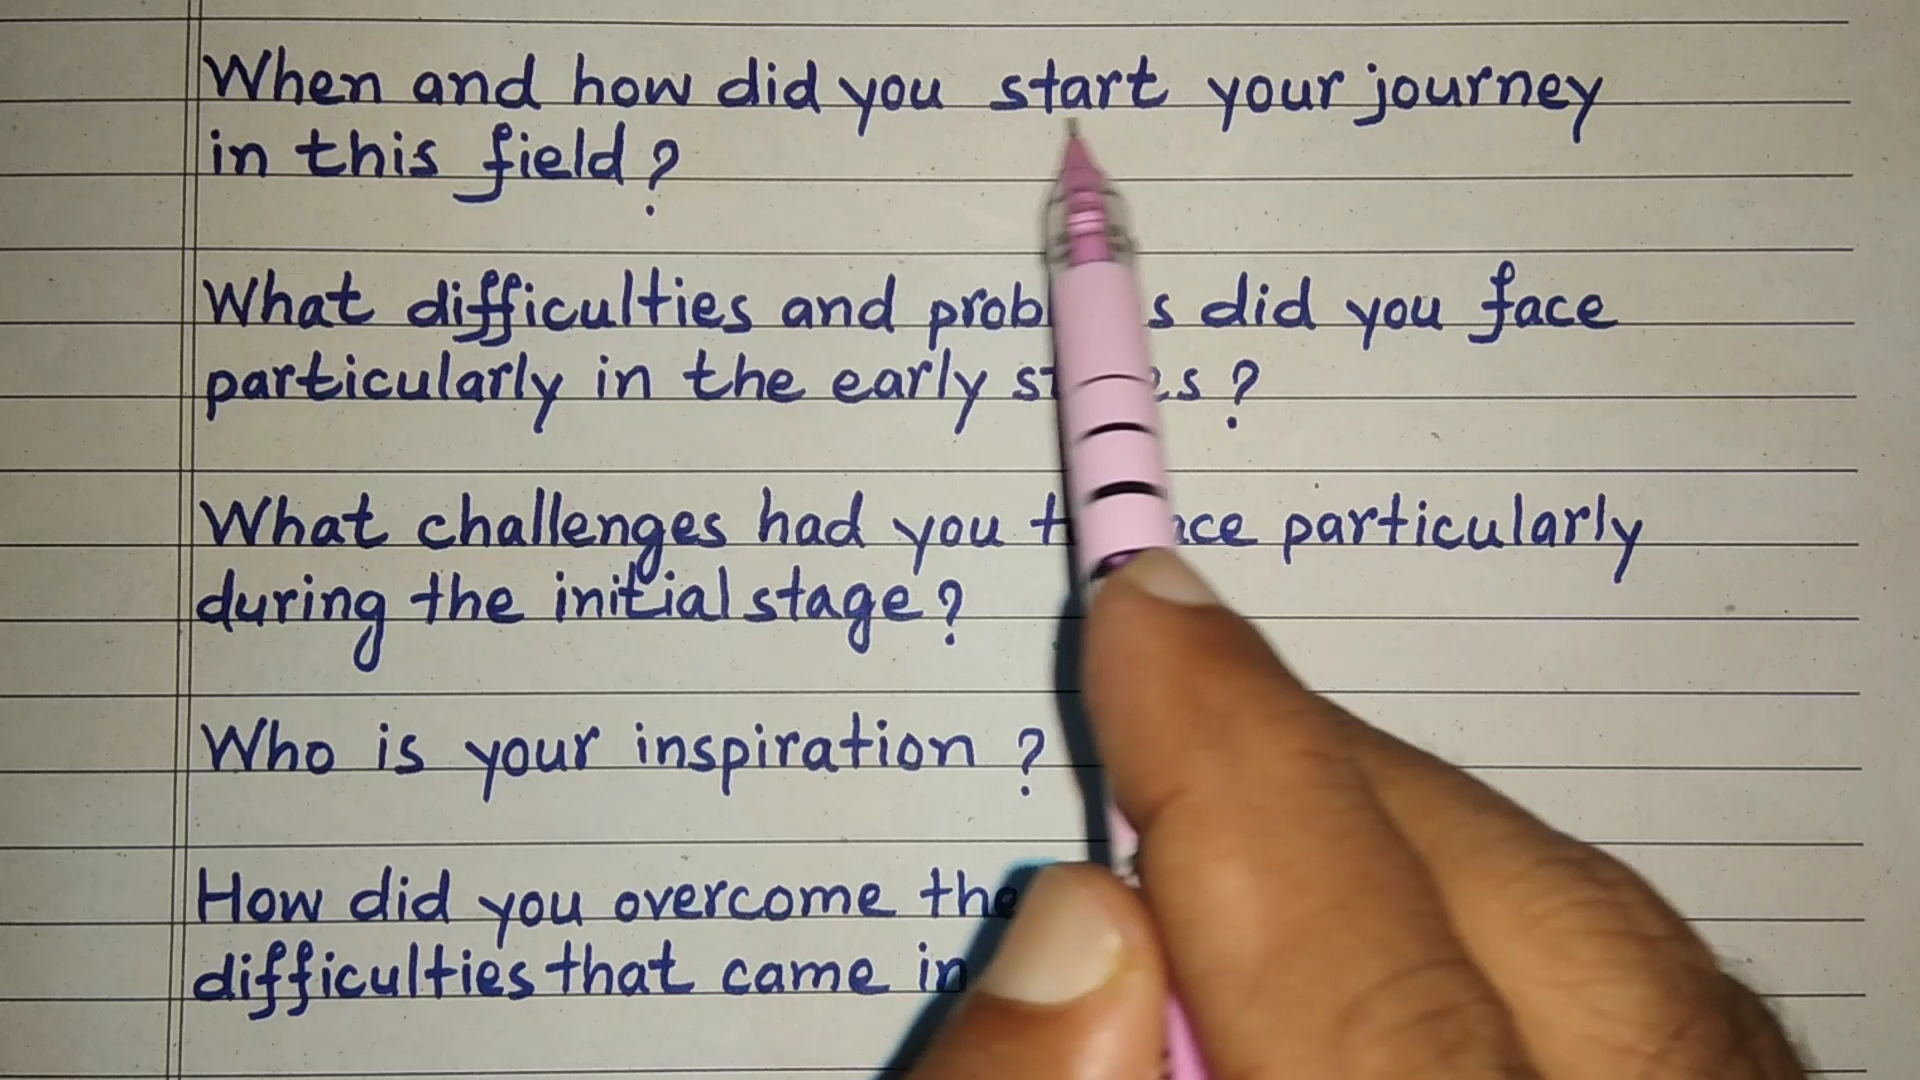 When and how did you start your journey
in this field?
What difficulties and did you face
particularly in the early ?
What challenges had you particularly
during the initial stage?
Who is your inspiration ?
How did you overcome the
difficulties that came in